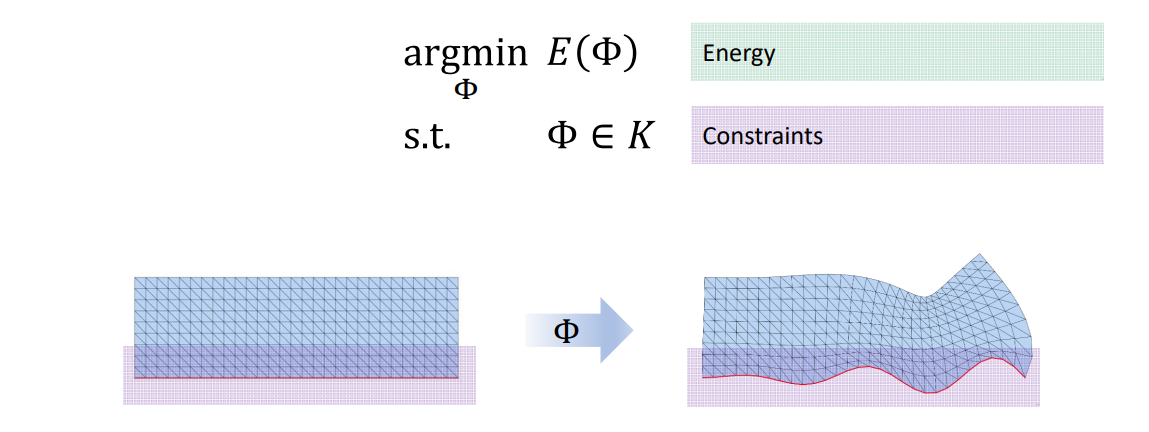 argmin E(Φ) Energy
Φ
s.t. Φ ∈ K Constraints
Φ